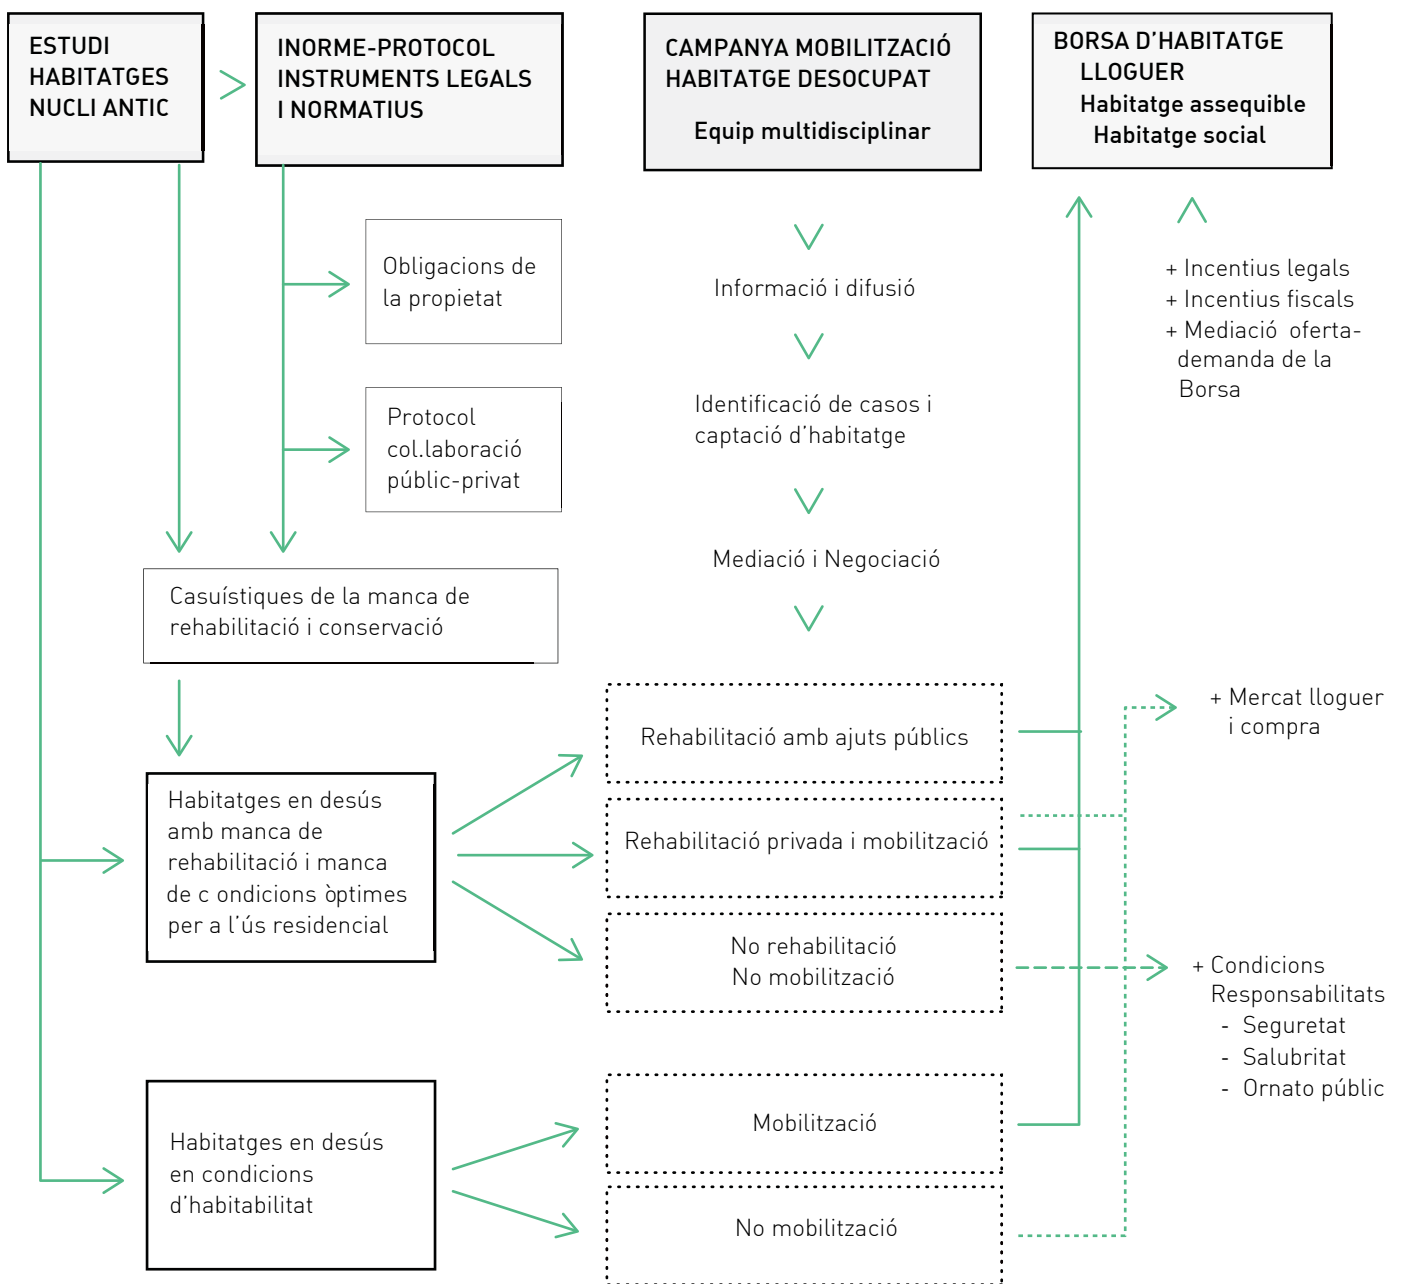 ESTUDI
HABITATGES
NUCLI ANTIC
INORME-PROTOCOL
INSTRUMENTS LEGALS
I NORMATIUS
CAMPANYA MOBILITZACIÓ
HABITATGE DESOCUPAT
Equip multidisciplinar
BORSA D'HABITATGE
LLOGUER
Habitatge assequible
Habitatge social
Obligacions de
la propietat
Protocol
col.laboració
públic-privat
Casuístiques de la manca de
rehabilitació i conservació
Habitatges en desús
amb manca de
rehabilitació i manca
de c ondicions òptimes
per a l'ús residencial
Habitatges en desús
en condicions
d'habitabilitat
Informació i difusió
Identificació de casos i
captació d'habitatge
Mediació i Negociació
Rehabilitació amb ajuts públics
Rehabilitació privada i mobilització
No rehabilitació
No mobilització
Mobilització
No mobilització
+ Incentius legals
+ Incentius fiscals
+ Mediació oferta-
demanda de la
Borsa
+ Mercat lloguer
i compra
+ Condicions
Responsabilitats
- Seguretat
- Salubritat
- Ornato públic